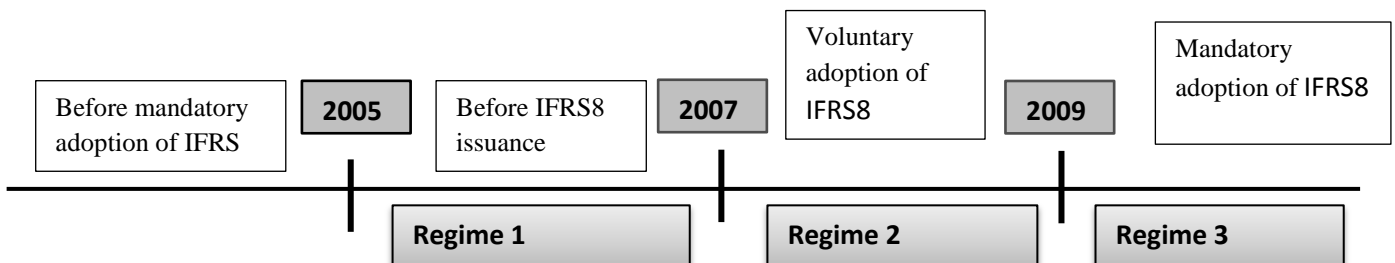 Before mandatory
adoption of IFRS
2005
Before IFRS8
issuance
2007
Voluntary
adoption of
IFRS8
2009
Mandatory
adoption of IFRS8
Regime 1
Regime 2
Regime 3